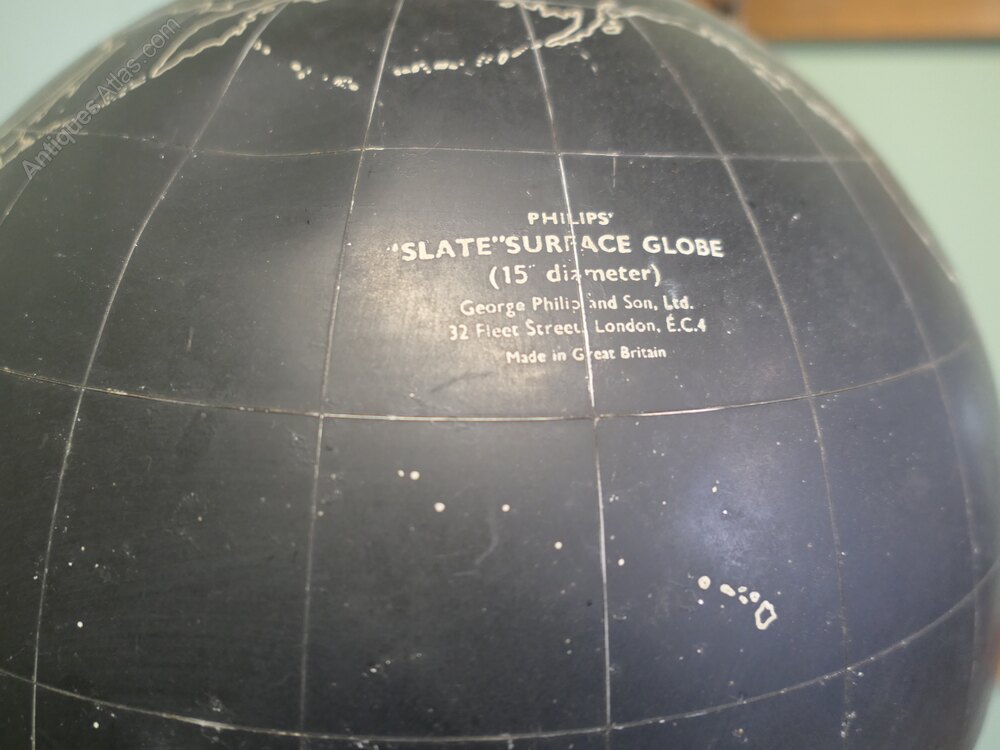 AntiquesAtlas.com
PHILIPS'
"SLATE"SURFACE GLOBE
(15" diameter)
George Philip and Son, Ltd.
32 Fleet Street, London, E.C.4
Made in Great Britain